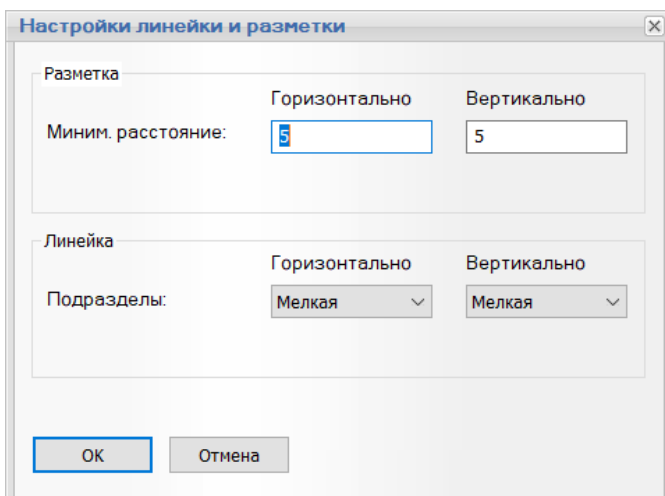 Настройки линейки и разметки
Разметка
Горизонтально Вертикально
Миним. расстояние: 5 5
Линейка
Горизонтально Вертикально
Подразделы: Мелкая Мелкая
OK Отмена